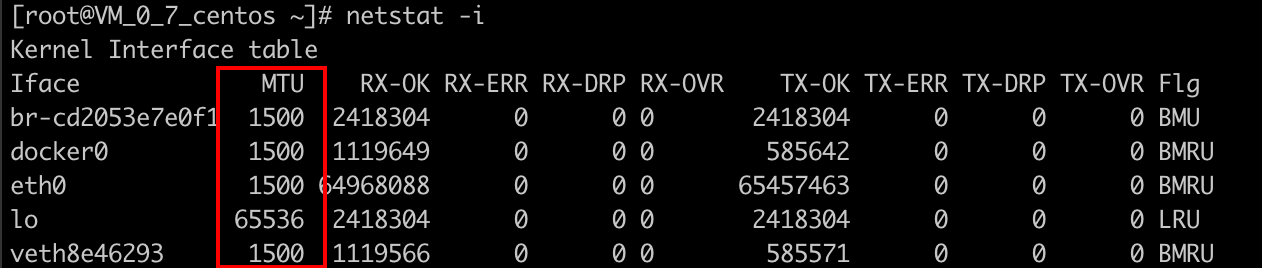 [root@VM_0_7_centos ~]# netstat -i
Kernel Interface table
Iface             MTU    RX-OK RX-ERR RX-DRP RX-OVR    TX-OK TX-ERR TX-DRP TX-OVR Flg
br-cd2053e7e0f1  1500  2418304      0      0 0       2418304      0      0      0 BMU
docker0          1500  1119649      0      0 0        585642      0      0      0 BMRU
eth0             1500 64968088      0      0 0      65457463      0      0      0 BMRU
lo              65536  2418304      0      0 0       2418304      0      0      0 LRU
veth8e46293      1500  1119566      0      0 0        585571      0      0      0 BMRU